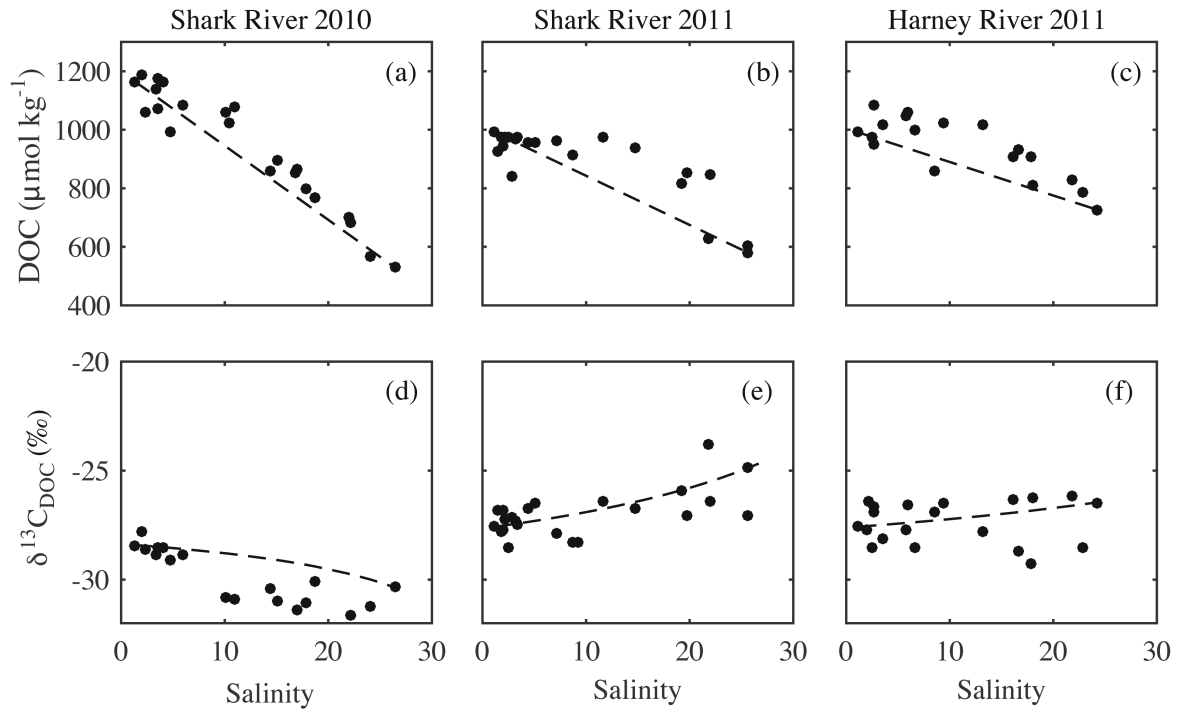 Shark River 2010
Shark River 2011
Harney River 2011
DOC (μmol kg⁻¹)
1200
1000
800
600
400
(a)
(b)
(c)
δ¹³C_DOC (‰)
-20
-25
-30
(d)
(e)
(f)
0 10 20 30
0 10 20 30
0 10 20 30
Salinity
Salinity
Salinity